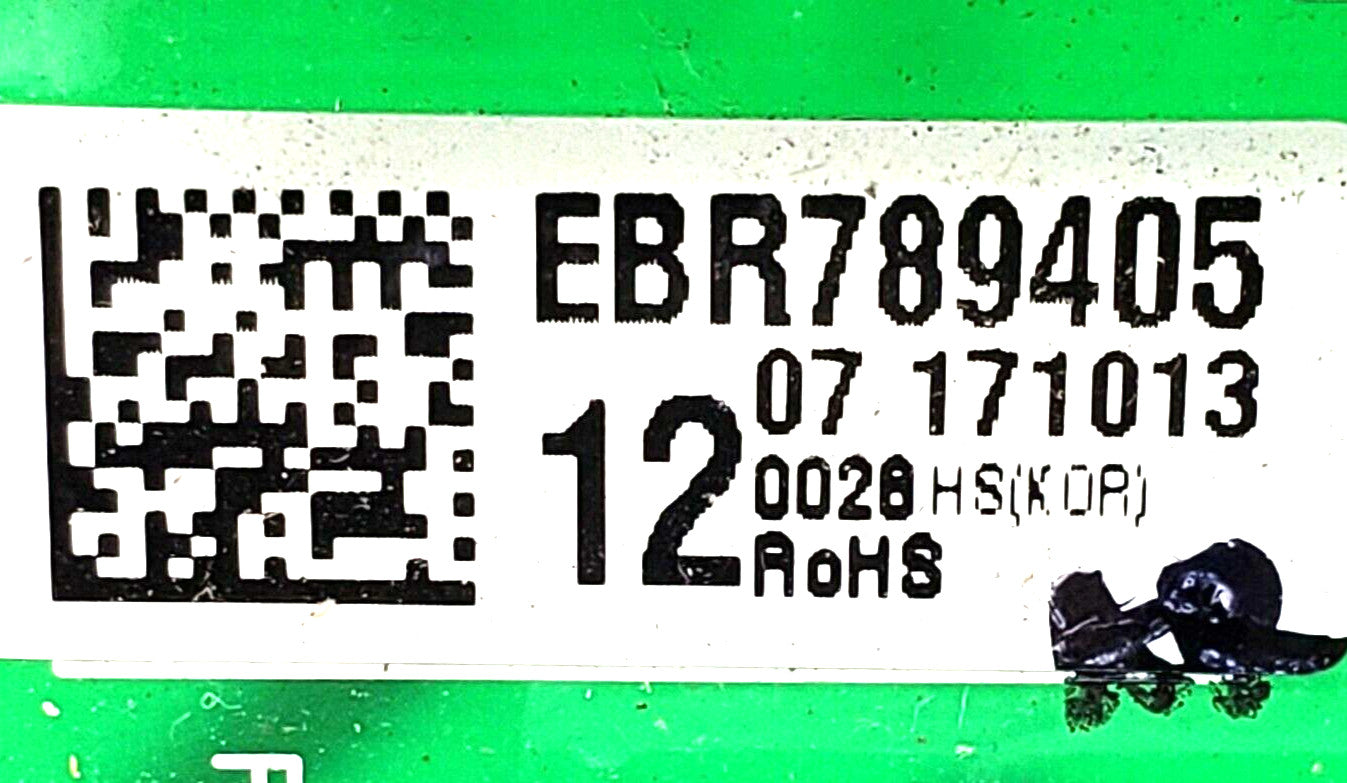 EBR789405
12
07 171013
0028 HS(KOR)
RoHS